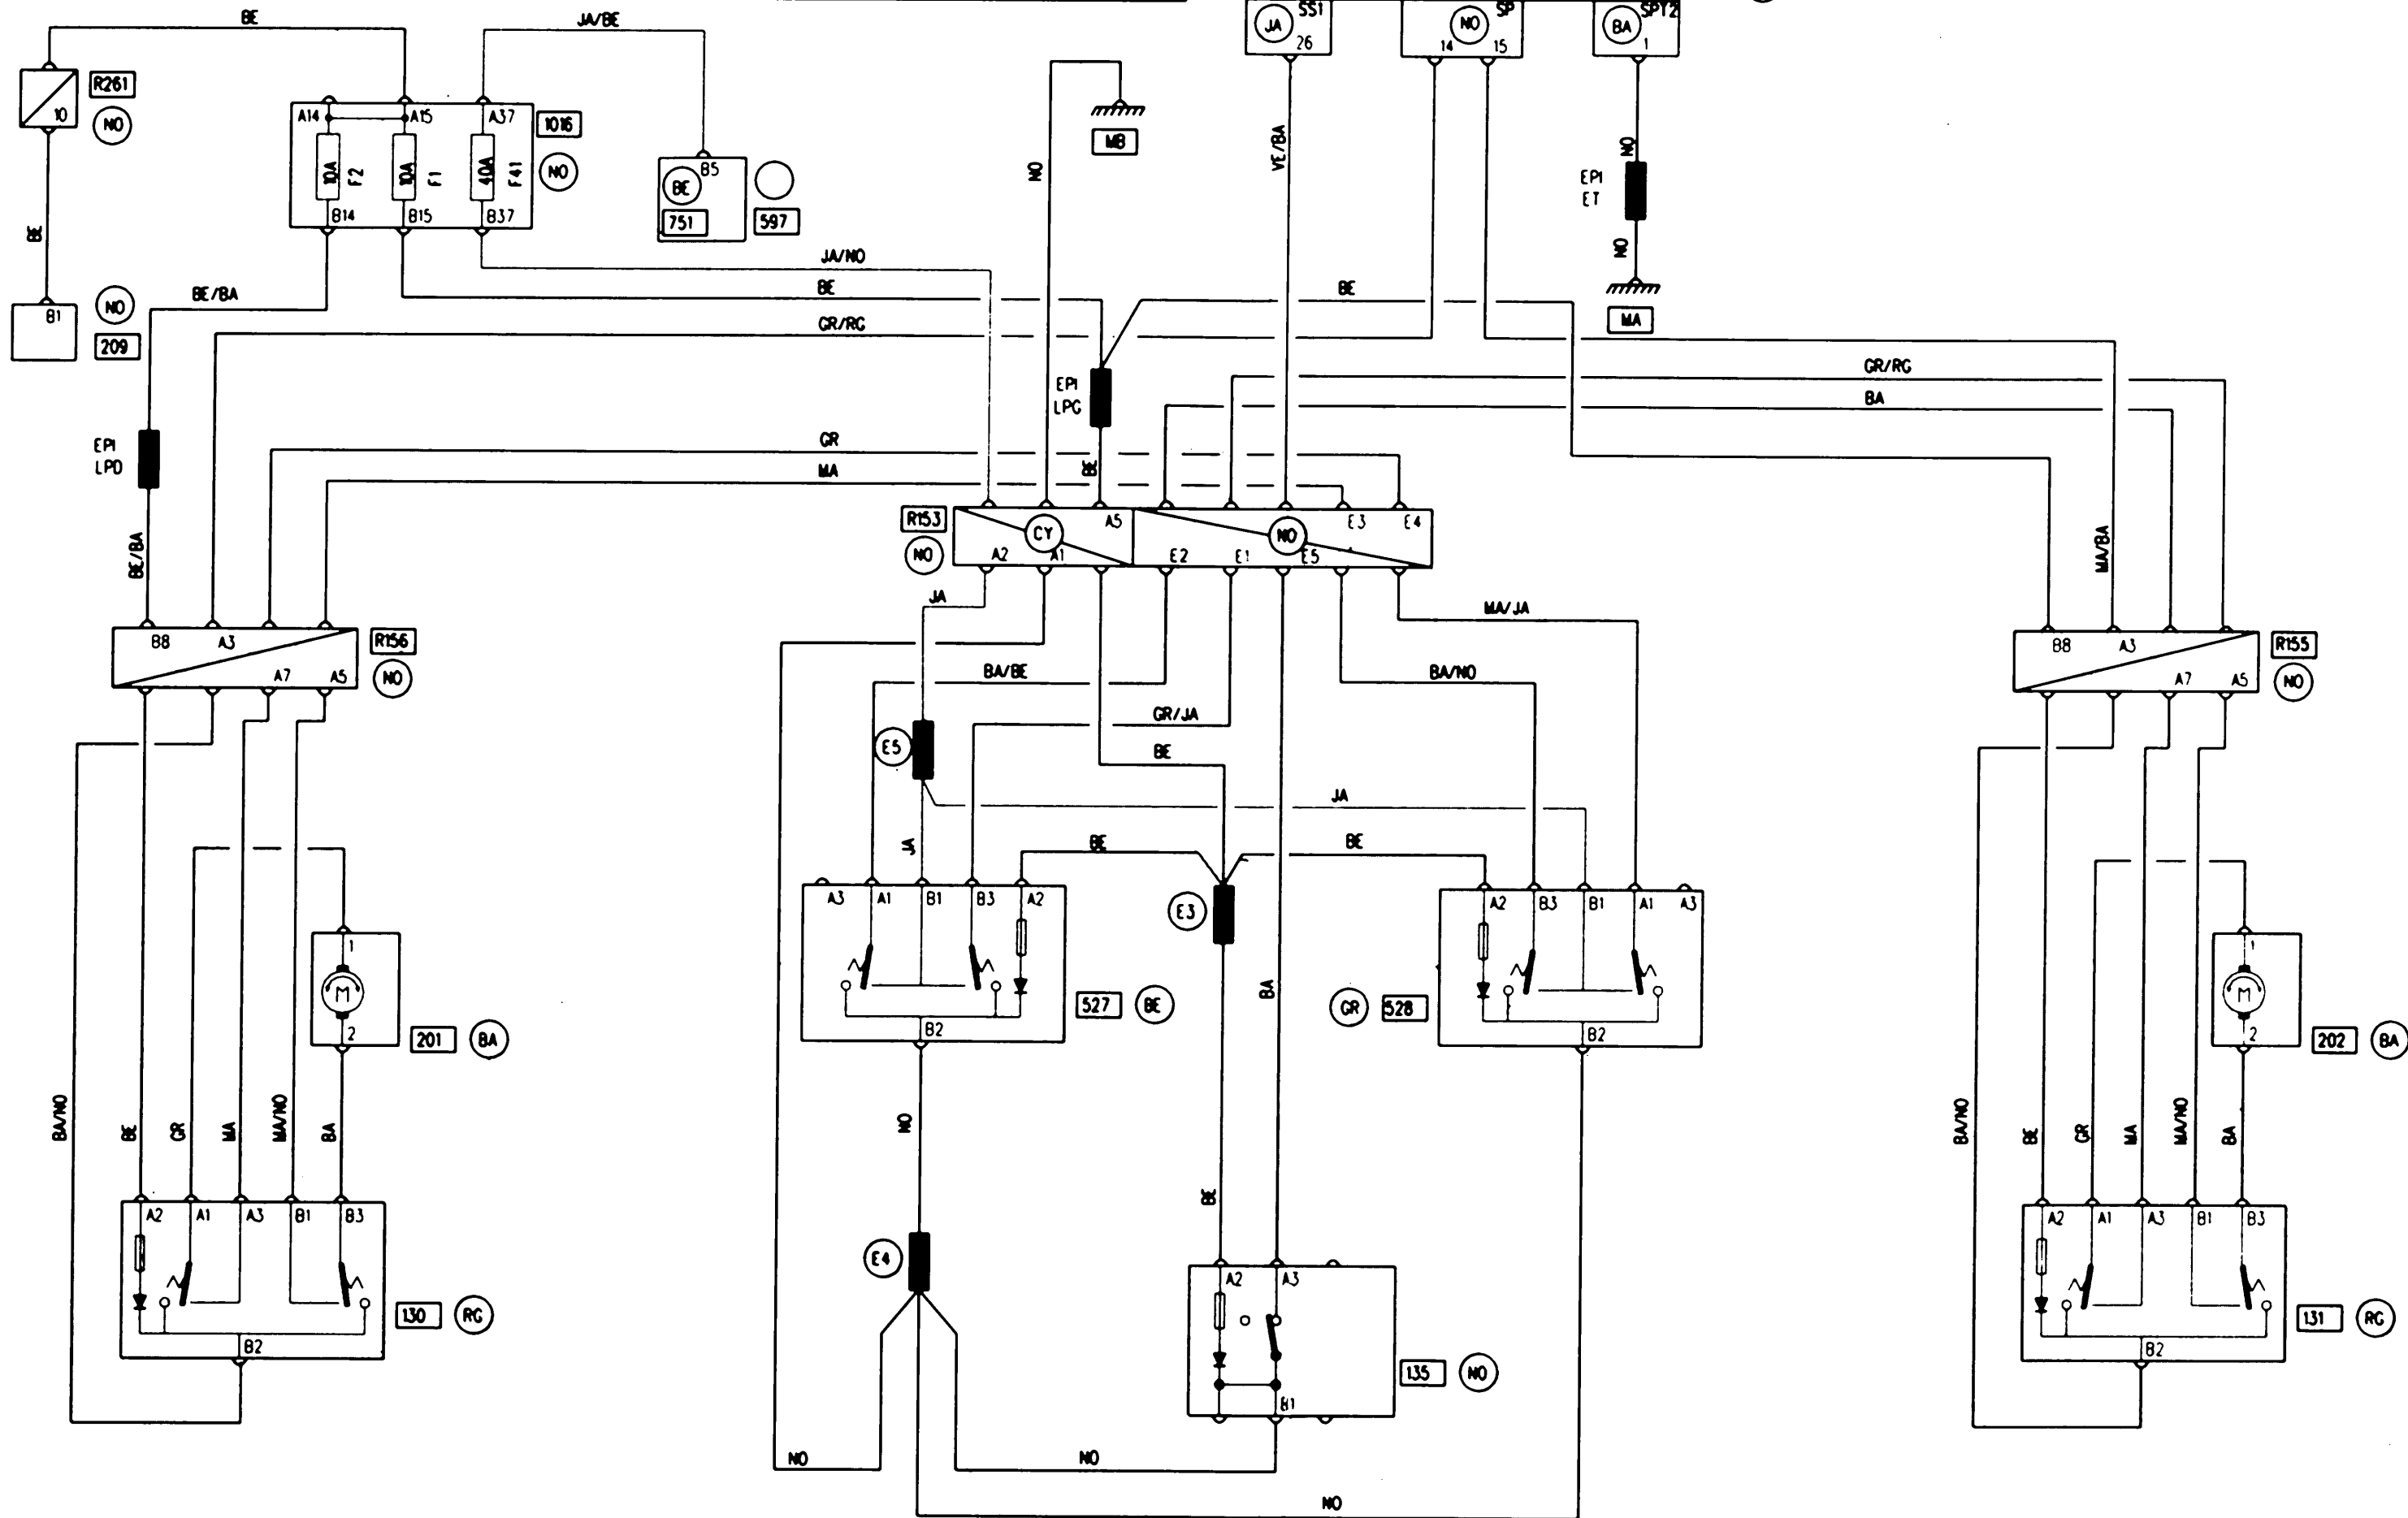 BE
JA/BE
JA
SS1
26
NO
SP
14
15
BA
SPT2
1
R261
10
NO
A14
A15
A37
1016
10A
F2
10A
F1
40A
F41
NO
B14
B15
B37
B5
BE
751
597
NO
MB
VE/BA
NO
EPI
ET
NO
MA
BE
B1
NO
209
BE/BA
JA/NO
BE
BE
GR/RG
GR/RG
BA
EPI
LPG
EPI
LPD
GR
MA
BE
BE/BA
MA/BA
R153
NO
CY
A5
A2
A1
NO
E3
E4
E2
E1
E5
JA
MA/JA
B8
A3
A7
A5
R156
NO
B8
A3
A7
A5
R155
NO
BA/BE
BA/NO
GR/JA
E5
BE
JA
JA
BE
BE
A3
A1
B1
B3
A2
B2
527
BE
E3
BA
A2
B3
B1
A1
A3
B2
GR
528
1
M
2
201
BA
1
M
2
202
BA
BA/NO
BE
GR
MA
MA/NO
BA
NO
BE
BA/NO
BE
GR
MA
MA/NO
BA
A2
A1
A3
B1
B3
B2
130
RG
E4
A2
A3
B1
135
NO
A2
A1
A3
B1
B3
B2
131
RG
NO
NO
NO